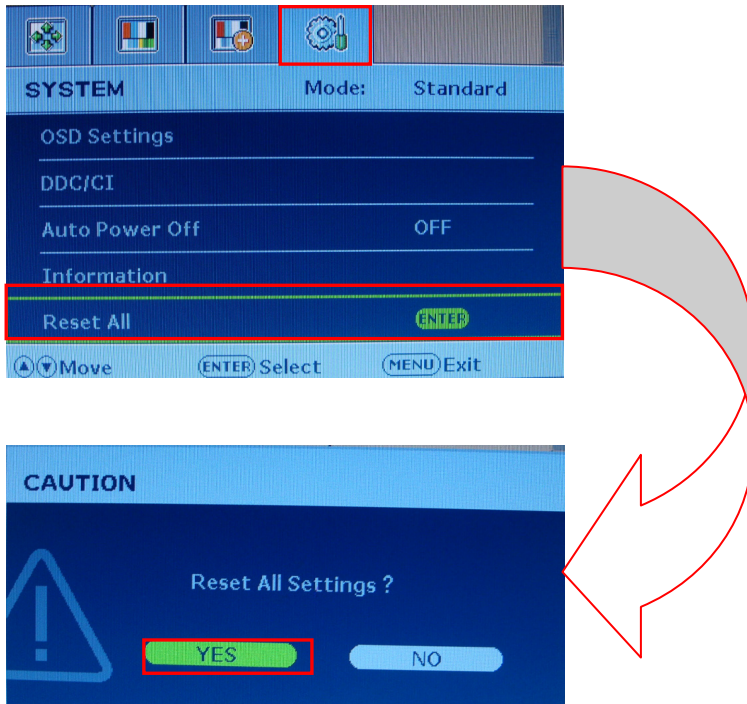 SYSTEM Mode: Standard
OSD Settings
DDC/CI
Auto Power Off OFF
Information
Reset All ENTER
Move ENTER Select MENU Exit
CAUTION
Reset All Settings ?
YES NO